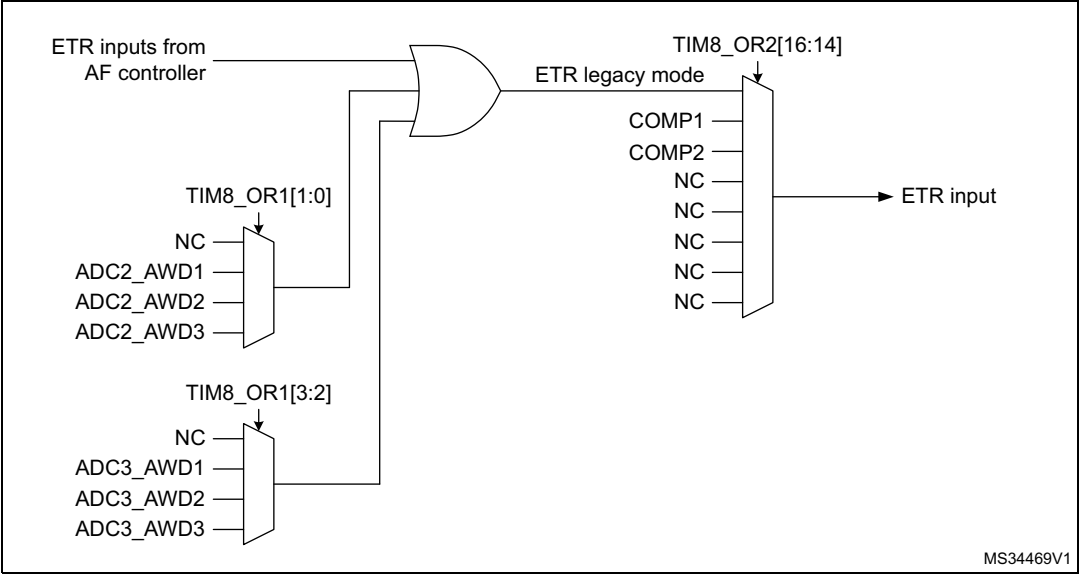 ETR inputs from
AF controller
TIM8_OR2[16:14]
ETR legacy mode
COMP1
COMP2
NC
NC
NC
NC
NC
ETR input
TIM8_OR1[1:0]
NC
ADC2_AWD1
ADC2_AWD2
ADC2_AWD3
TIM8_OR1[3:2]
NC
ADC3_AWD1
ADC3_AWD2
ADC3_AWD3
MS34469V1